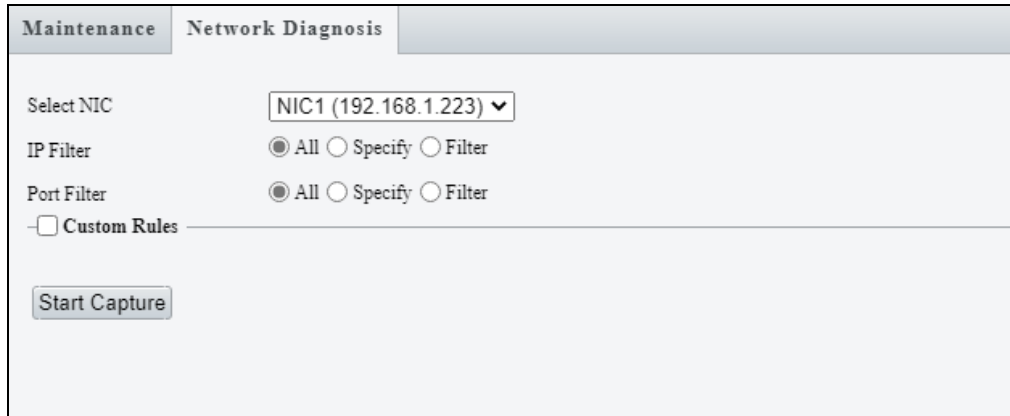 Maintenance Network Diagnosis
Select NIC NIC1 (192.168.1.223)
IP Filter All Specify Filter
Port Filter All Specify Filter
Custom Rules
Start Capture